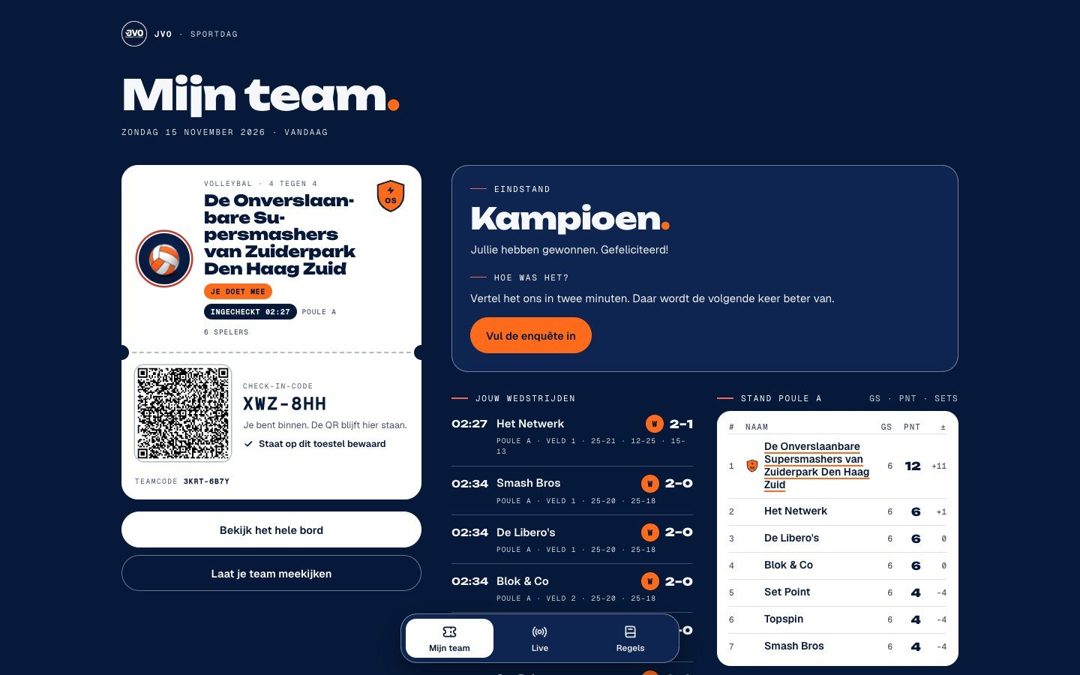 JVO
JVO · SPORTDAG
Mijn team.
ZONDAG 15 NOVEMBER 2026 · VANDAAG
VOLLEYBAL · 4 TEGEN 4
De Onverslaan-
bare Su-
persmashers
van Zuiderpark
Den Haag Zuid
OS
JE DOET MEE
INGECHECKT 02:27 POULE A
6 SPELERS
CHECK-IN-CODE
XWZ-8HH
Je bent binnen. De QR blijft hier staan.
Staat op dit toestel bewaard
TEAMCODE 3KRT-6B7Y
Bekijk het hele bord
Laat je team meekijken
EINDSTAND
Kampioen.
Jullie hebben gewonnen. Gefeliciteerd!
HOE WAS HET?
Vertel het ons in twee minuten. Daar wordt de volgende keer beter van.
Vul de enquête in
JOUW WEDSTRIJDEN
02:27 Het Netwerk W 2-1
POULE A · VELD 1 · 25-21 · 12-25 · 15-
13
02:34 Smash Bros W 2-0
POULE A · VELD 1 · 25-20 · 25-18
02:34 De Libero's W 2-0
POULE A · VELD 1 · 25-20 · 25-18
02:34 Blok & Co W 2-0
POULE A · VELD 2 · 25-20 · 25-18
-0
STAND POULE A GS · PNT · SETS
# NAAM GS PNT ±
1 De Onverslaanbare
Supersmashers van
Zuiderpark Den Haag
Zuid 6 12 +11
2 Het Netwerk 6 6 +1
3 De Libero's 6 6 0
4 Blok & Co 6 6 0
5 Set Point 6 4 -4
6 Topspin 6 4 -4
7 Smash Bros 6 4 -4
Mijn team
Live
Regels